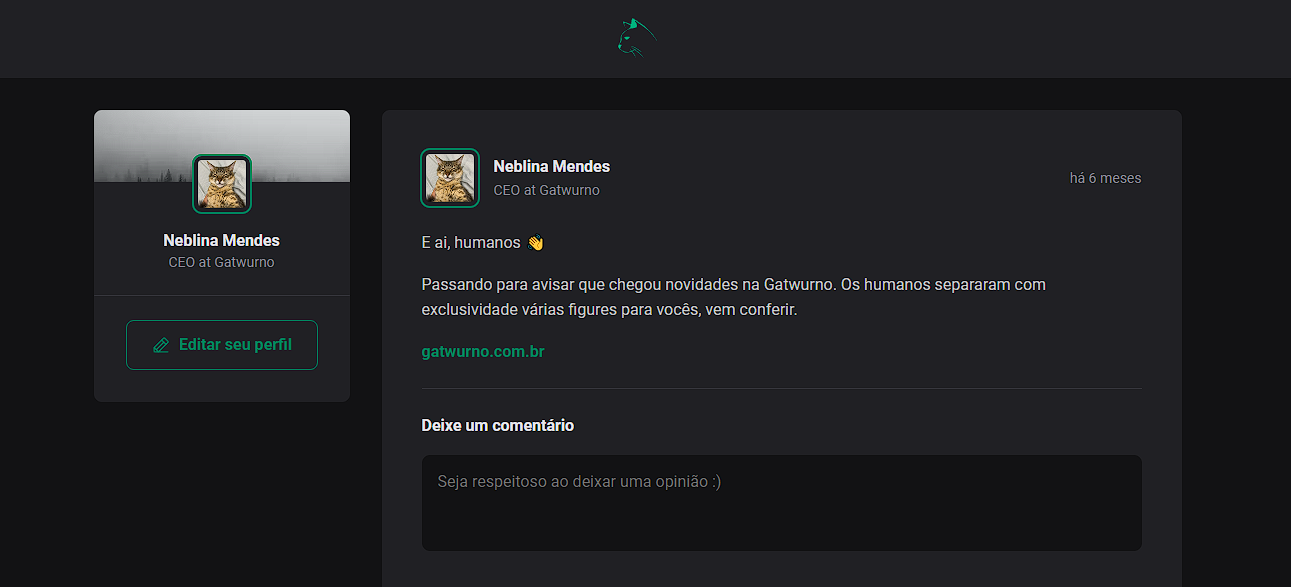 Neblina Mendes
CEO at Gatwurno
Editar seu perfil
Neblina Mendes
CEO at Gatwurno
há 6 meses
E ai, humanos 👋
Passando para avisar que chegou novidades na Gatwurno. Os humanos separaram com
exclusividade várias figures para vocês, vem conferir.
gatwurno.com.br
Deixe um comentário
Seja respeitoso ao deixar uma opinião :)